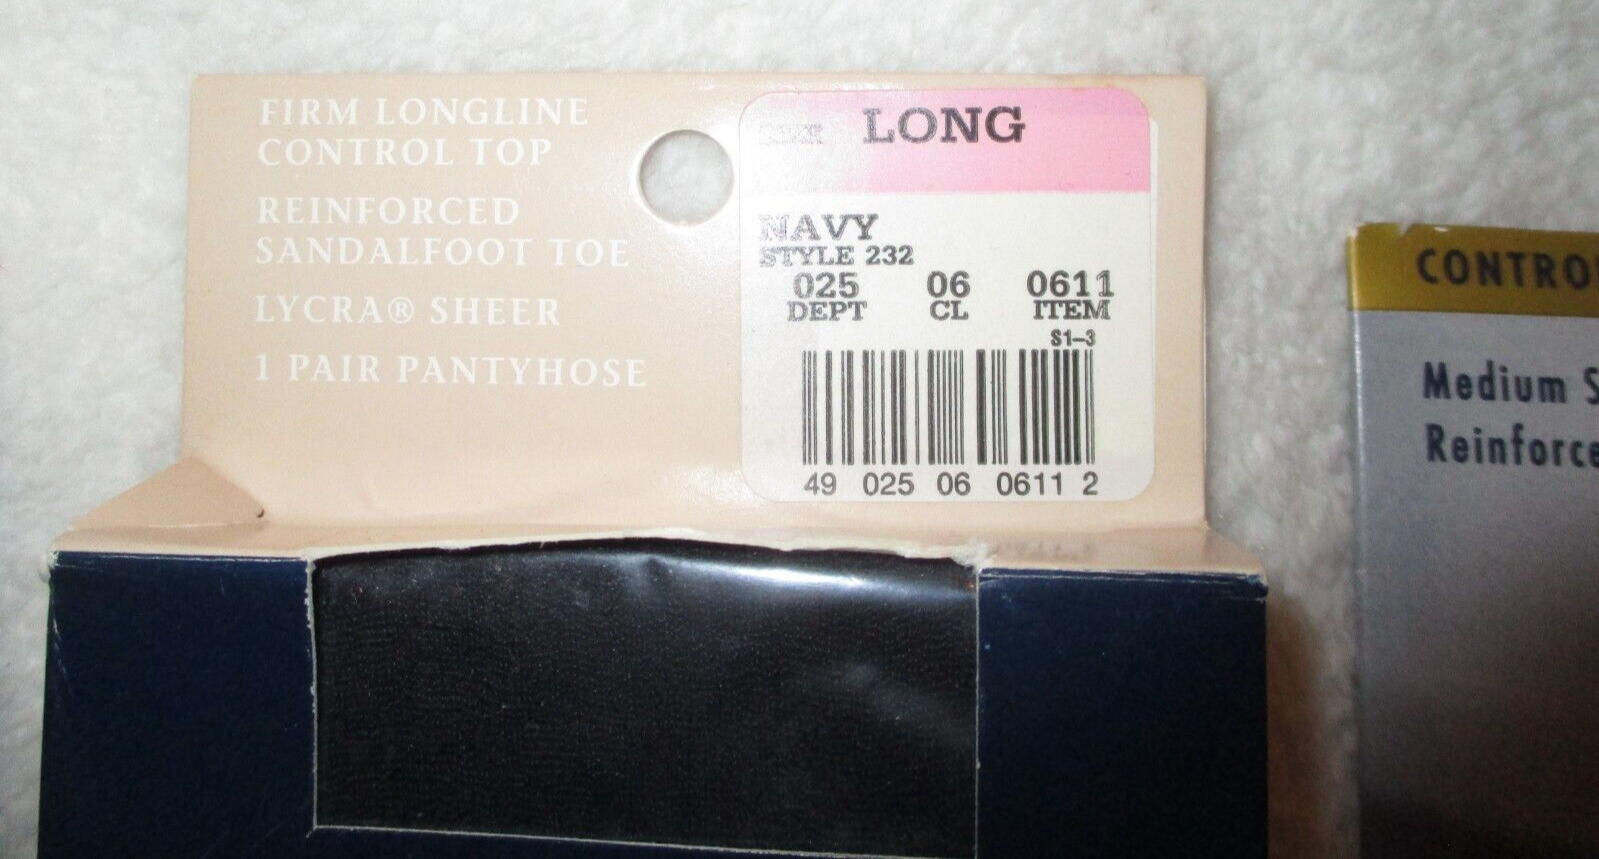 FIRM LONGLINE
CONTROL TOP
REINFORCED
SANDALFOOT TOE
LYCRA® SHEER
1 PAIR PANTYHOSE
LONG
NAVY
STYLE 232
025 06 0611
DEPT CL ITEM
S1-3
49 025 06 0611 2
CONTRO
Medium S
Reinforce